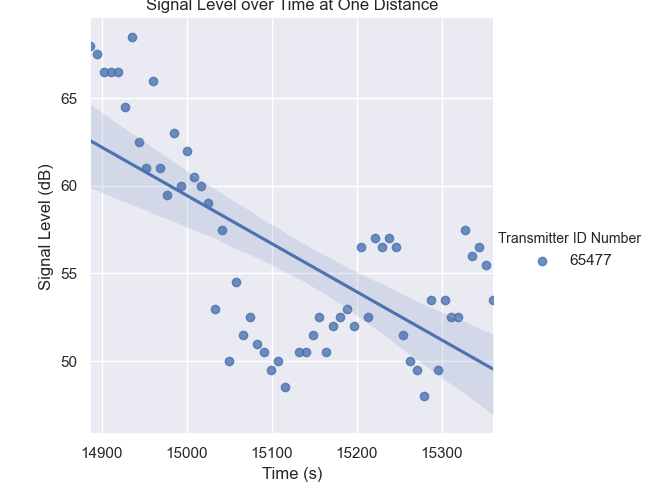 Signal Level over Time at One Distance
Signal Level (dB)
65
60
55
50
14900 15000 15100 15200 15300
Time (s)
Transmitter ID Number
65477